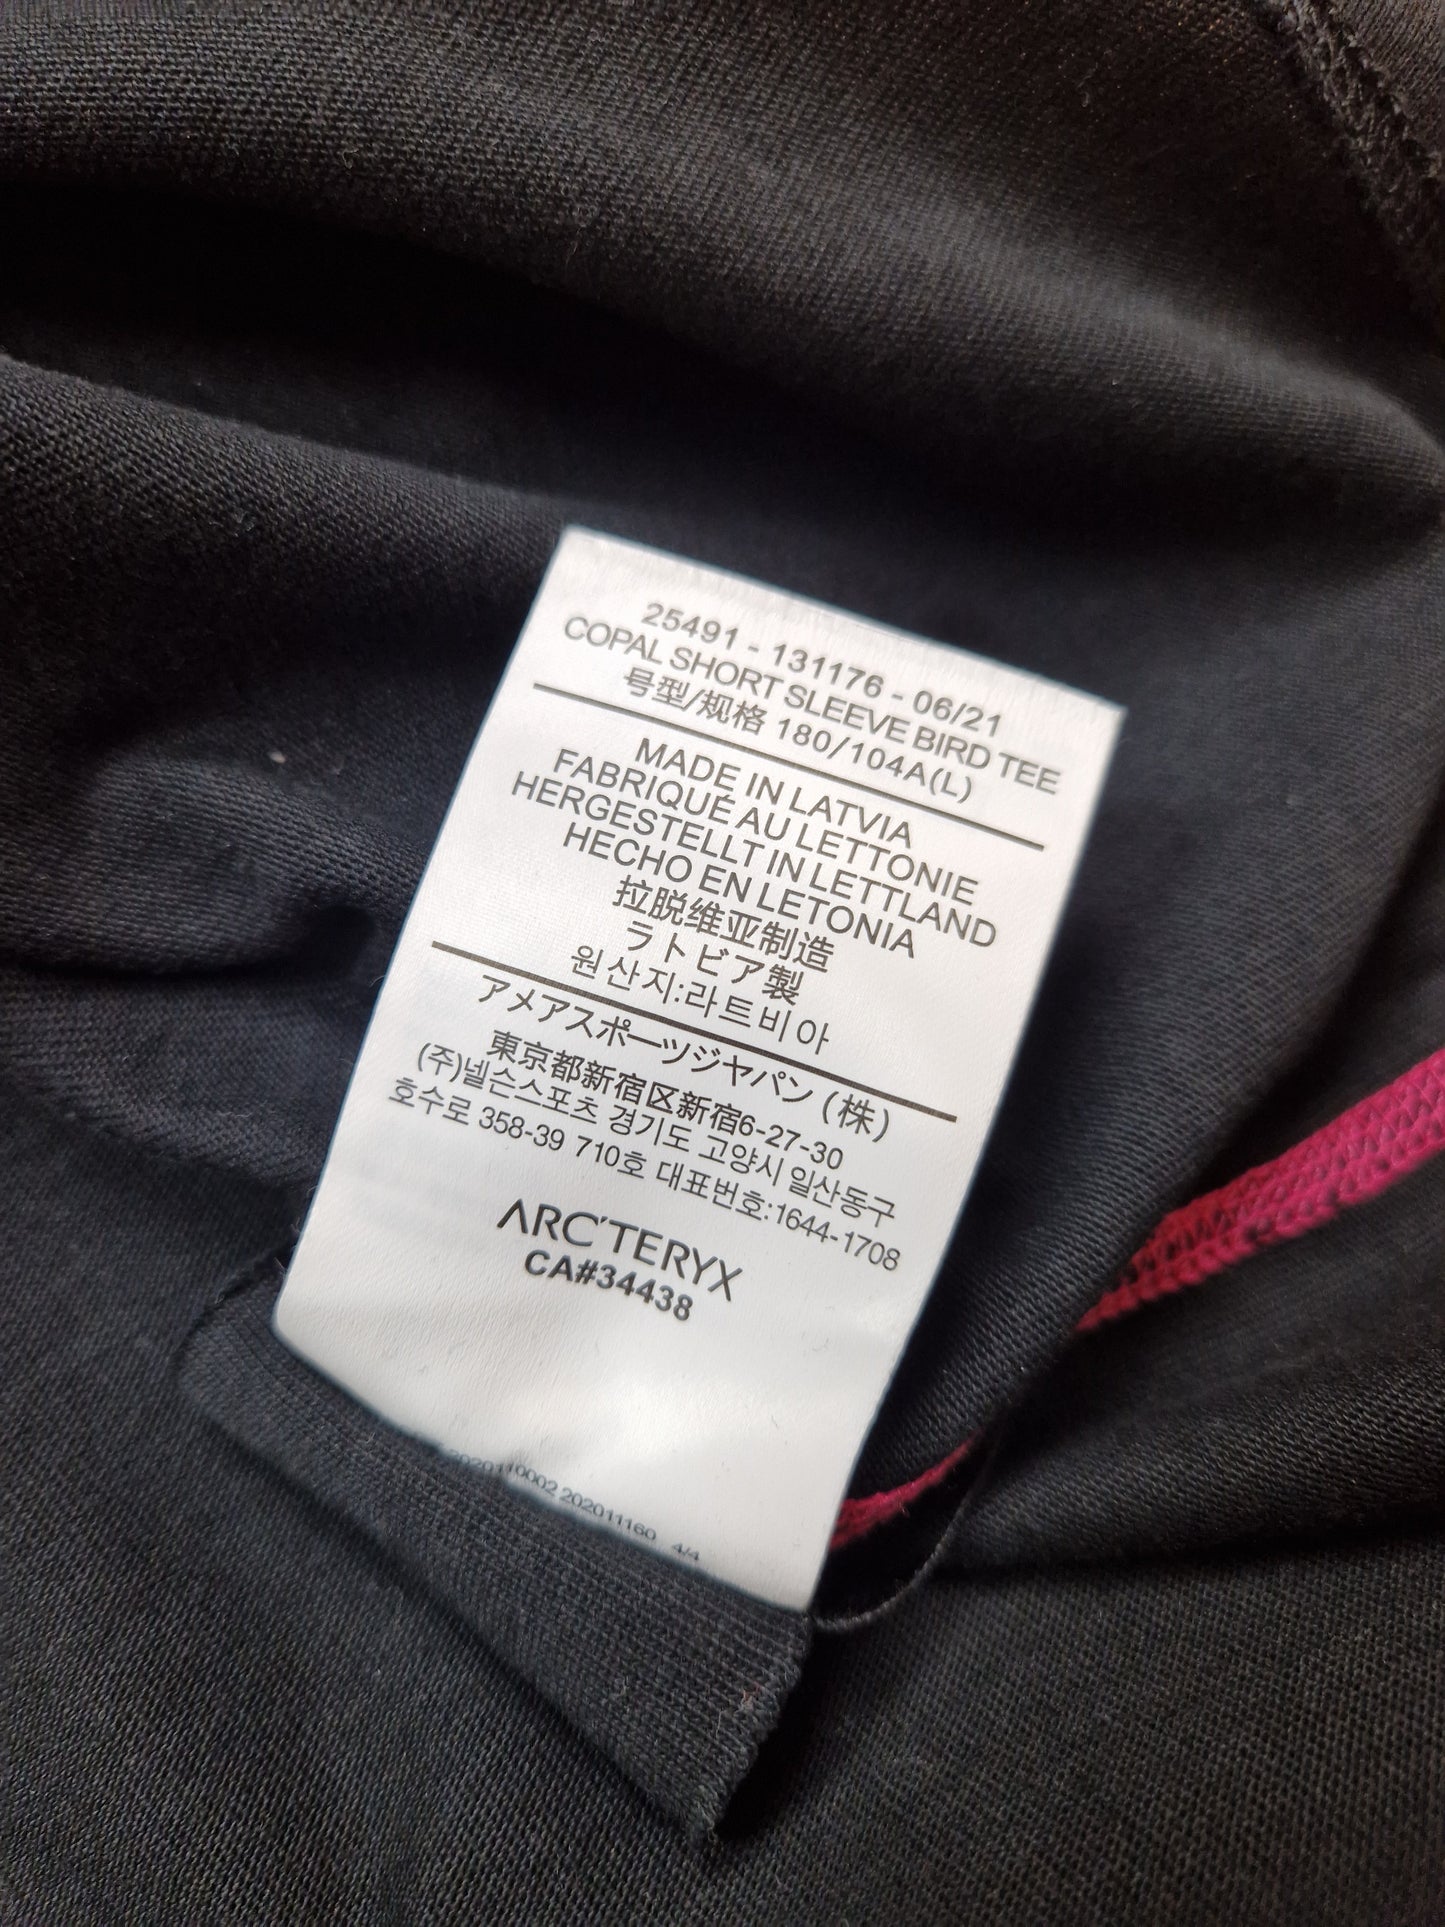 25491 - 131176 - 06/21
COPAL SHORT SLEEVE BIRD TEE
号型/规格 180/104A(L)
MADE IN LATVIA
FABRIQUÉ AU LETTONIE
HERGESTELLT IN LETTLAND
HECHO EN LETONIA
拉脱维亚制造
ラトビア製
원산지:라트비아
アメアスポーツジャパン (株)
東京都新宿区新宿6-27-30
(주)넬슨스포츠 경기도 고양시 일산동구
호수로 358-39 710호 대표번호:1644-1708
ARC'TERYX
CA#34438
202011160 4/4